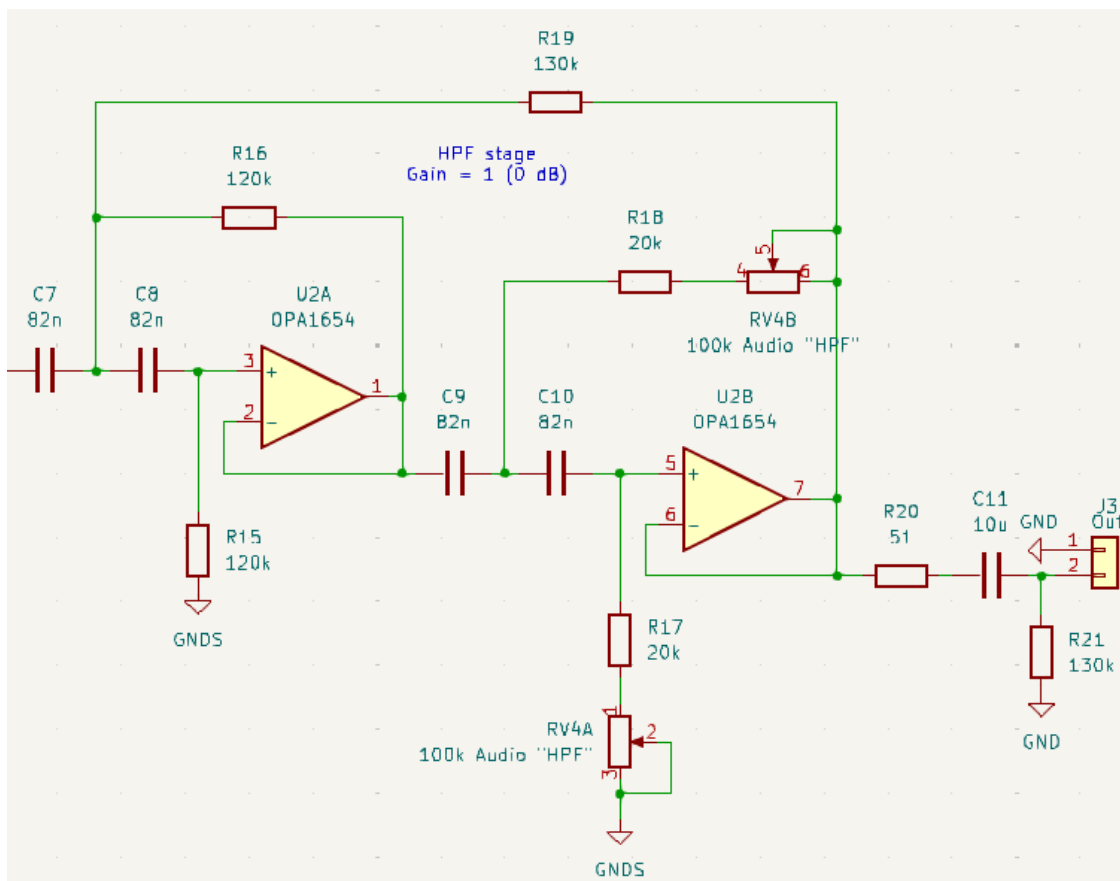 R19
130k
HPF stage
Gain = 1 (0 dB)
R16
120k
R18
20k
5
4
6
RV4B
100k Audio "HPF"
C7
82n
C8
82n
U2A
OPA1654
3
+
1
2
−
C9
82n
C10
82n
U2B
OPA1654
5
+
7
6
−
R15
120k
GNDS
R20
51
C11
10u
GND
J3
Out
1
2
R21
130k
GND
R17
20k
RV4A
100k Audio "HPF"
1
2
3
GNDS